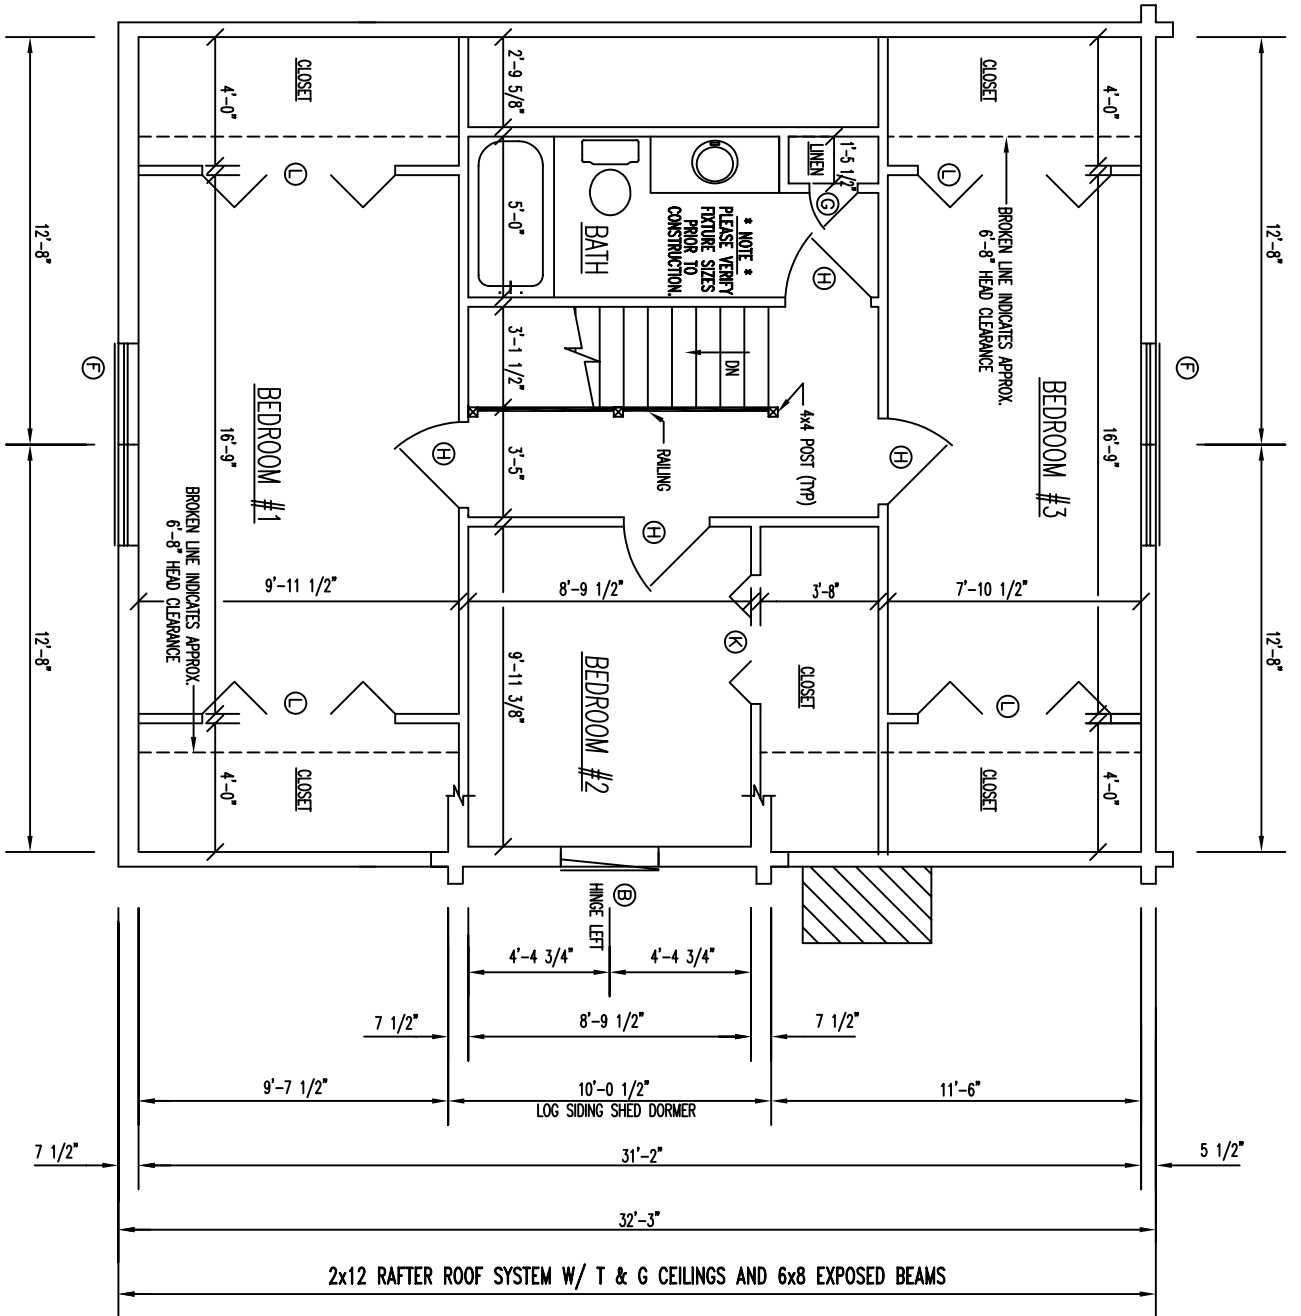 CLOSET
4'-0"
2'-9 5/8"
CLOSET
4'-0"
L
LINEN
1'-5 1/2"
G
L
BROKEN LINE INDICATES APPROX.
6'-8" HEAD CLEARANCE
5'-0"
BATH
* NOTE *
PLEASE VERIFY
FIXTURE SIZES
PRIOR TO
CONSTRUCTION.
H
12'-8"
12'-8"
F
F
3'-1 1/2"
DN
4x4 POST (TYP)
RAILING
BEDROOM #1
16'-9"
H
3'-5"
H
BEDROOM #3
16'-9"
H
BROKEN LINE INDICATES APPROX.
6'-8" HEAD CLEARANCE
9'-11 1/2"
8'-9 1/2"
3'-8"
7'-10 1/2"
K
12'-8"
12'-8"
9'-11 3/8"
BEDROOM #2
CLOSET
L
L
CLOSET
4'-0"
CLOSET
4'-0"
B
HINGE LEFT
4'-4 3/4"
4'-4 3/4"
7 1/2"
8'-9 1/2"
7 1/2"
9'-7 1/2"
10'-0 1/2"
LOG SIDING SHED DORMER
11'-6"
7 1/2"
31'-2"
5 1/2"
32'-3"
2x12 RAFTER ROOF SYSTEM W/ T & G CEILINGS AND 6x8 EXPOSED BEAMS